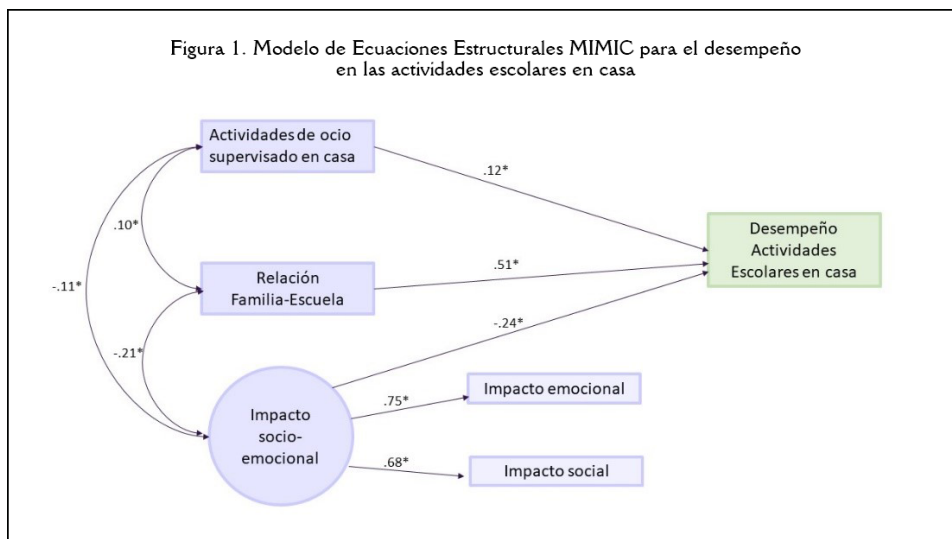 Figura 1. Modelo de Ecuaciones Estructurales MIMIC para el desempeño
en las actividades escolares en casa
Actividades de ocio
supervisado en casa
.12*
.10*
Desempeño
Actividades
Escolares en casa
Relación
Familia-Escuela
.51*
-.11*
-.24*
-.21*
Impacto
socio-
emocional
.75*
Impacto emocional
.68*
Impacto social